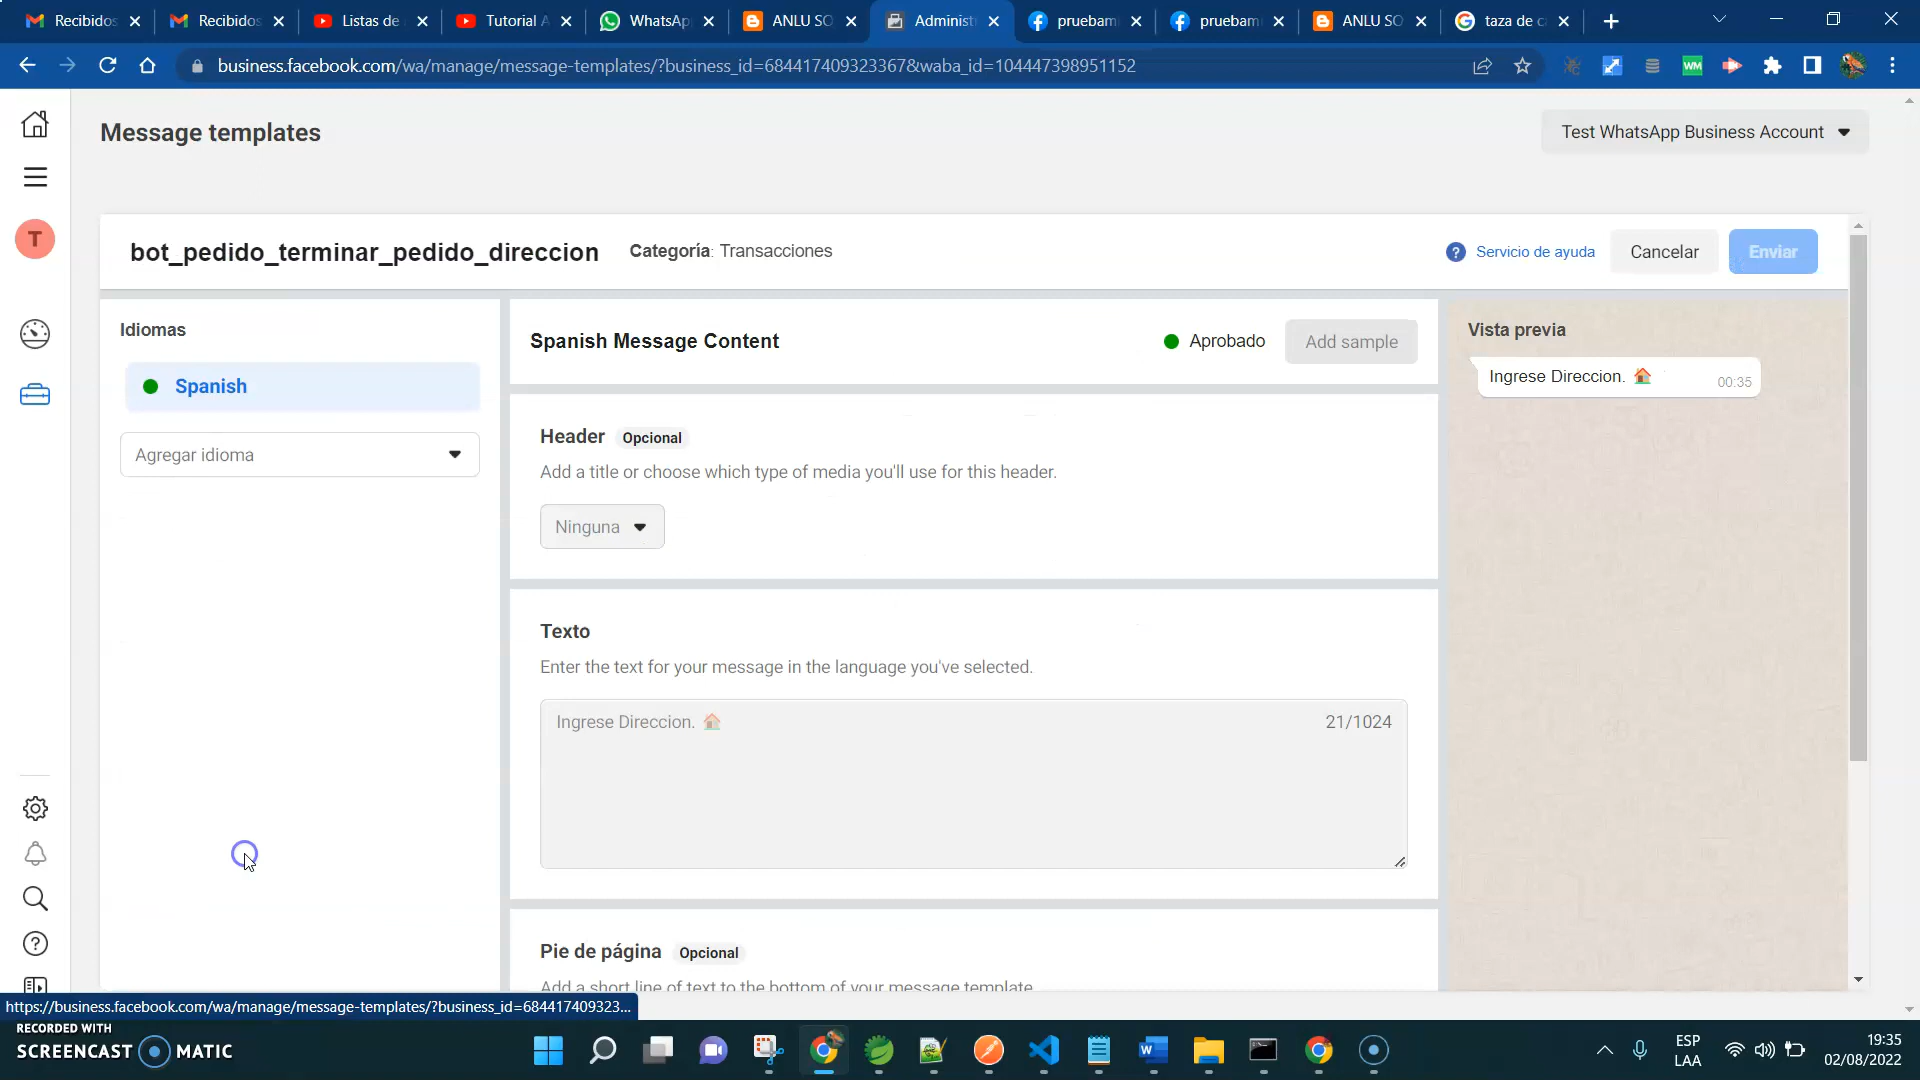 Recibidos
Recibidos
Listas de
Tutorial A
WhatsAp
ANLU SO
Administ
pruebam
pruebam
ANLU SO
taza de c
business.facebook.com/wa/manage/message-templates/?business_id=684417409323367&waba_id=104447398951152
WM
Message templates
Test WhatsApp Business Account
T
bot_pedido_terminar_pedido_direccion
Categoría: Transacciones
Servicio de ayuda
Cancelar
Enviar
Idiomas
Spanish
Agregar idioma
Spanish Message Content
Aprobado
Add sample
Header Opcional
Add a title or choose which type of media you'll use for this header.
Ninguna
Texto
Enter the text for your message in the language you've selected.
Ingrese Direccion. 🏠
21/1024
Pie de página Opcional
Add a short line of text to the bottom of your message template
Vista previa
Ingrese Direccion. 🏠
00:35
https://business.facebook.com/wa/manage/message-templates/?business_id=684417409323...
RECORDED WITH
SCREENCAST MATIC
ESP
LAA
19:35
02/08/2022